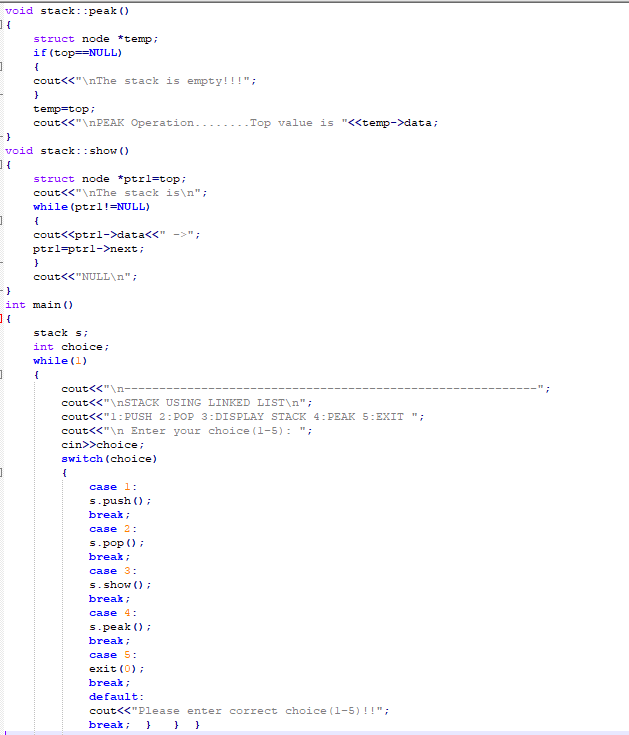 void stack::peak()
{
struct node *temp;
if(top==NULL)
{
cout<<"\nThe stack is empty!!!";
}
temp=top;
cout<<"\nPEAK Operation........Top value is "<<temp->data;
}
void stack::show()
{
struct node *ptr1=top;
cout<<"\nThe stack is\n";
while(ptr1!=NULL)
{
cout<<ptr1->data<<" ->";
ptr1=ptr1->next;
}
cout<<"NULL\n";
}
int main()
{
stack s;
int choice;
while(1)
{
cout<<"\n-----------------------------------------------------------";
cout<<"\nSTACK USING LINKED LIST\n";
cout<<"1:PUSH 2:POP 3:DISPLAY STACK 4:PEAK 5:EXIT ";
cout<<"\n Enter your choice(1-5): ";
cin>>choice;
switch(choice)
{
case 1:
s.push();
break;
case 2:
s.pop();
break;
case 3:
s.show();
break;
case 4:
s.peak();
break;
case 5:
exit(0);
break;
default:
cout<<"Please enter correct choice(1-5)!!";
break; } } }